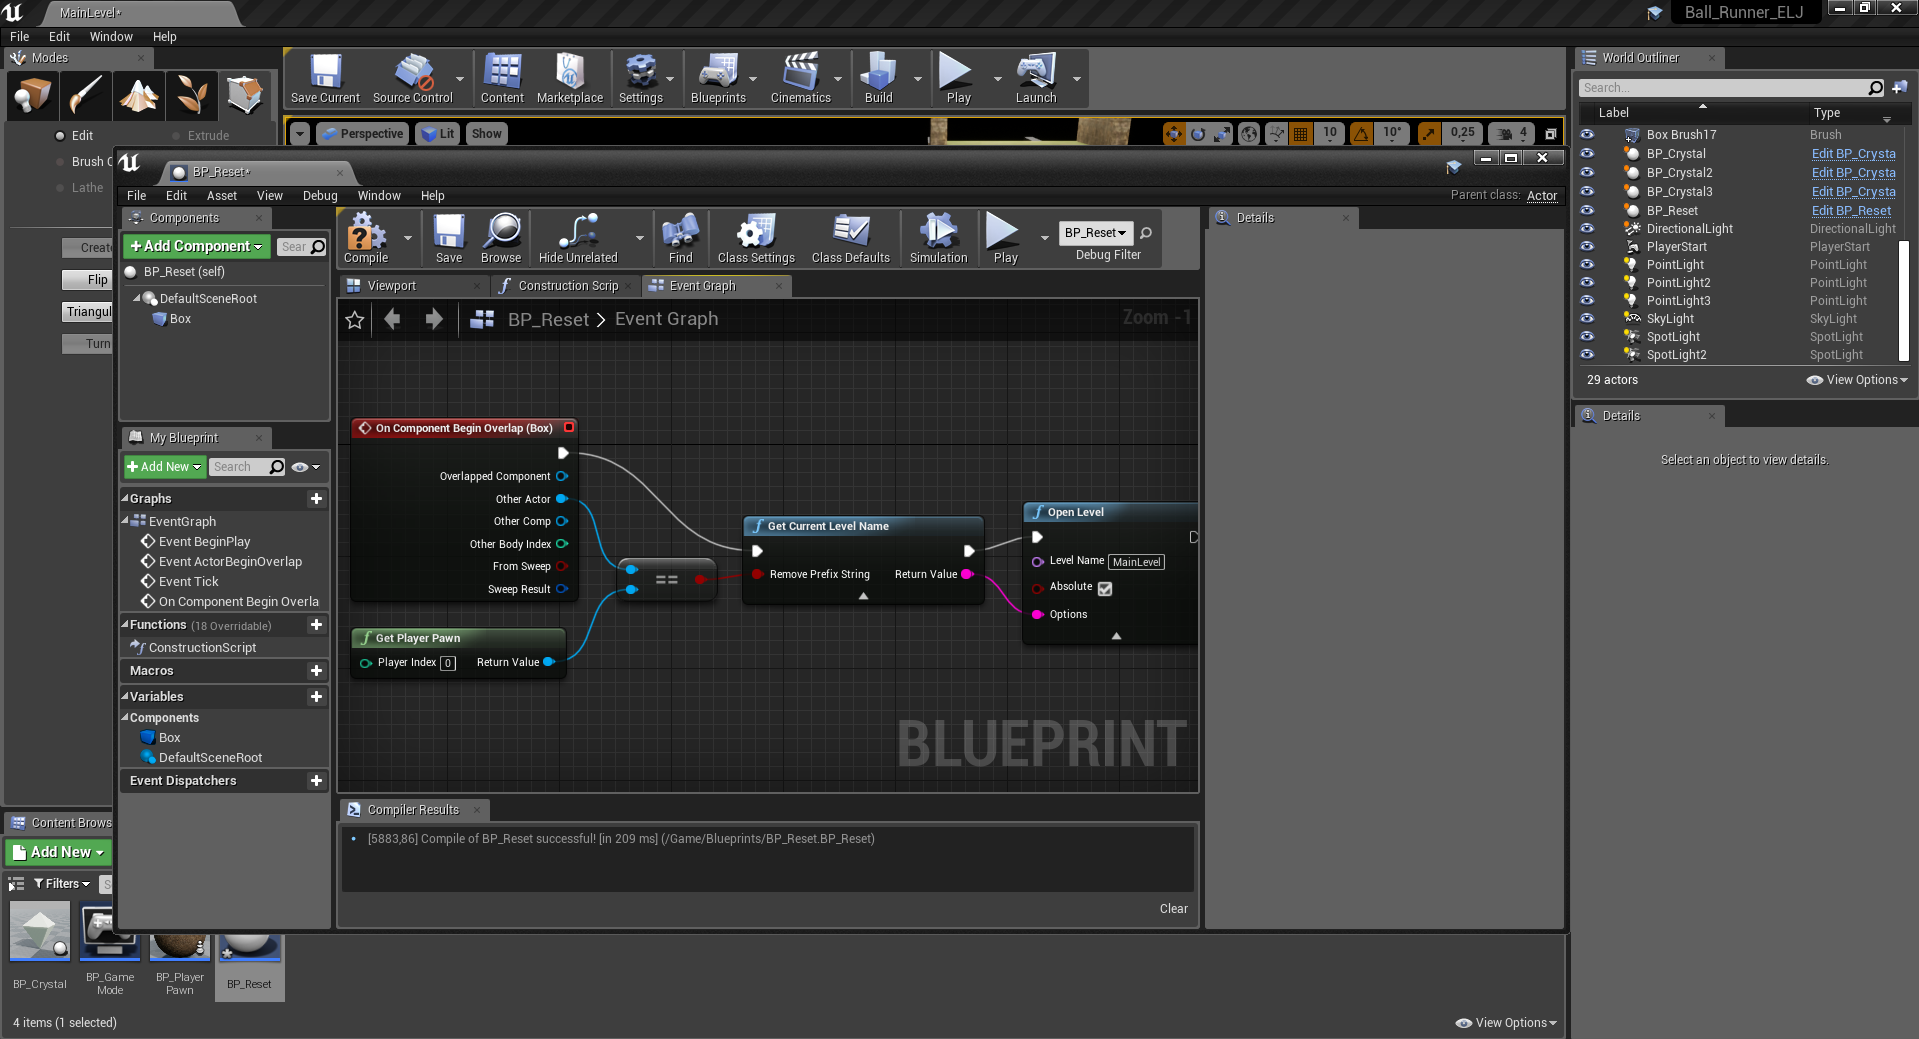 MainLevel*
Ball_Runner_ELJ
File Edit Window Help
Modes
Save Current Source Control Content Marketplace Settings Blueprints Cinematics Build Play Launch
World Outliner
Search...
Label Type
Edit Extrude
Perspective Lit Show 10 10° 0,25 4
Brush C
Lathe
Create
Flip
Triangul
Turn
Box Brush17 Brush
BP_Crystal Edit BP_Crysta
BP_Crystal2 Edit BP_Crysta
BP_Crystal3 Edit BP_Crysta
BP_Reset Edit BP_Reset
DirectionalLight DirectionalLight
PlayerStart PlayerStart
PointLight PointLight
PointLight2 PointLight
PointLight3 PointLight
SkyLight SkyLight
SpotLight SpotLight
SpotLight2 SpotLight
29 actors View Options
Details
Select an object to view details.
BP_Reset*
File Edit Asset View Debug Window Help
Parent class: Actor
Components
Add Component Sear
BP_Reset (self)
DefaultSceneRoot
Box
Compile Save Browse Hide Unrelated Find Class Settings Class Defaults Simulation Play
BP_Reset
Debug Filter
Details
Viewport Construction Scrip Event Graph
BP_Reset > Event Graph
Zoom -1
My Blueprint
Add New Search
Graphs
EventGraph
Event BeginPlay
Event ActorBeginOverlap
Event Tick
On Component Begin Overla
Functions (18 Overridable)
ConstructionScript
Macros
Variables
Components
Box
DefaultSceneRoot
Event Dispatchers
On Component Begin Overlap (Box)
Overlapped Component
Other Actor
Other Comp
Other Body Index
From Sweep
Sweep Result
Get Player Pawn
Player Index 0 Return Value
==
Get Current Level Name
Remove Prefix String Return Value
Open Level
Level Name MainLevel
Absolute
Options
BLUEPRINT
Compiler Results
[5883,86] Compile of BP_Reset successful! [in 209 ms] (/Game/Blueprints/BP_Reset.BP_Reset)
Clear
Content Brows
Add New
Filters
BP_Crystal
BP_Game
Mode
BP_Player
Pawn
BP_Reset
4 items (1 selected)
View Options